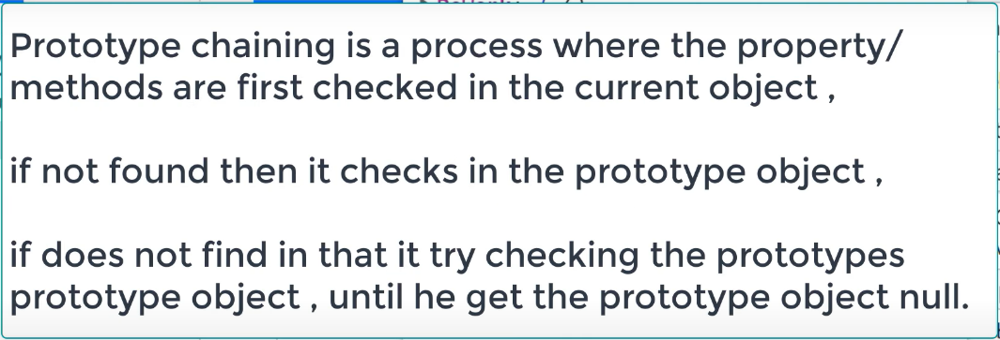 Prototype chaining is a process where the property/
methods are first checked in the current object ,
if not found then it checks in the prototype object ,
if does not find in that it try checking the prototypes
prototype object , until he get the prototype object null.